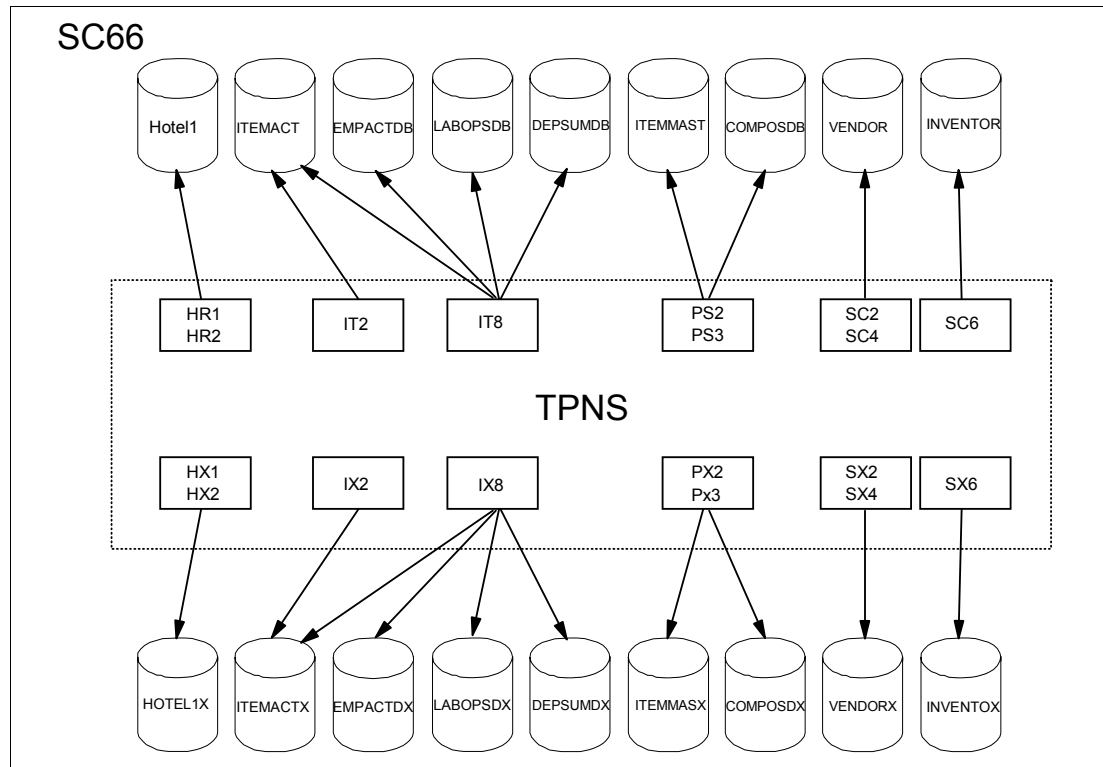 SC66
Hotel1
ITEMACT
EMPACTDB
LABOPSDB
DEPSUMDB
ITEMMAST
COMPOSDB
VENDOR
INVENTOR
HR1
HR2
IT2
IT8
PS2
PS3
SC2
SC4
SC6
TPNS
HX1
HX2
IX2
IX8
PX2
Px3
SX2
SX4
SX6
HOTEL1X
ITEMACTX
EMPACTDX
LABOPSDX
DEPSUMDX
ITEMMASX
COMPOSDX
VENDORX
INVENTOX